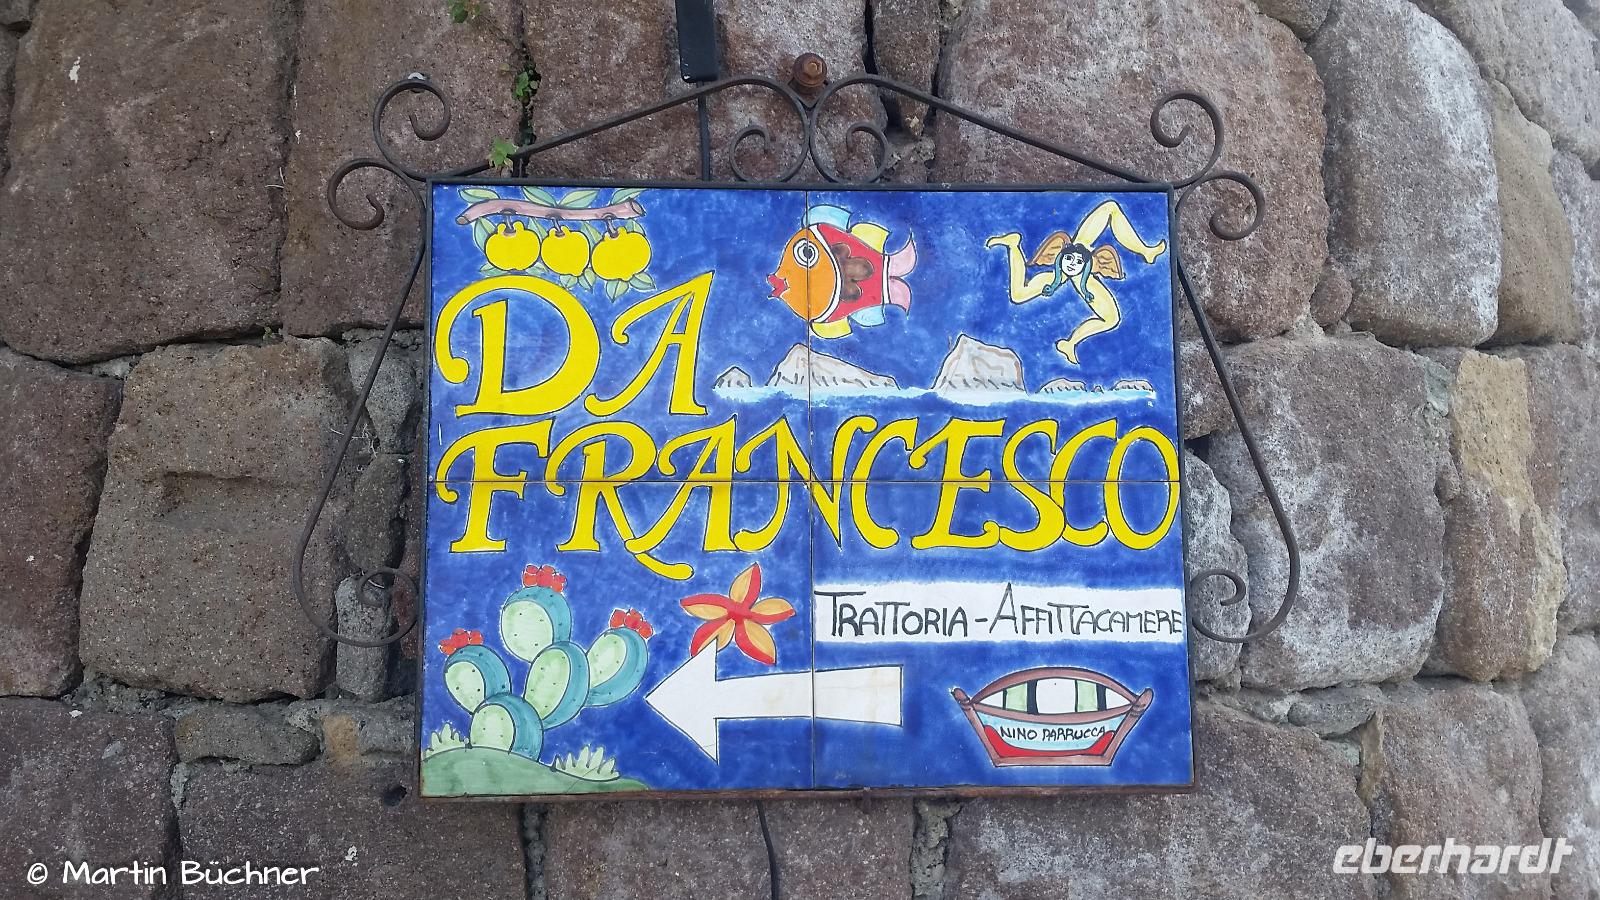 DA
FRANCESCO
TRATTORIA - AFFITTACAMERE
NINO PARRUCCA
© Martin Büchner
eberhardt